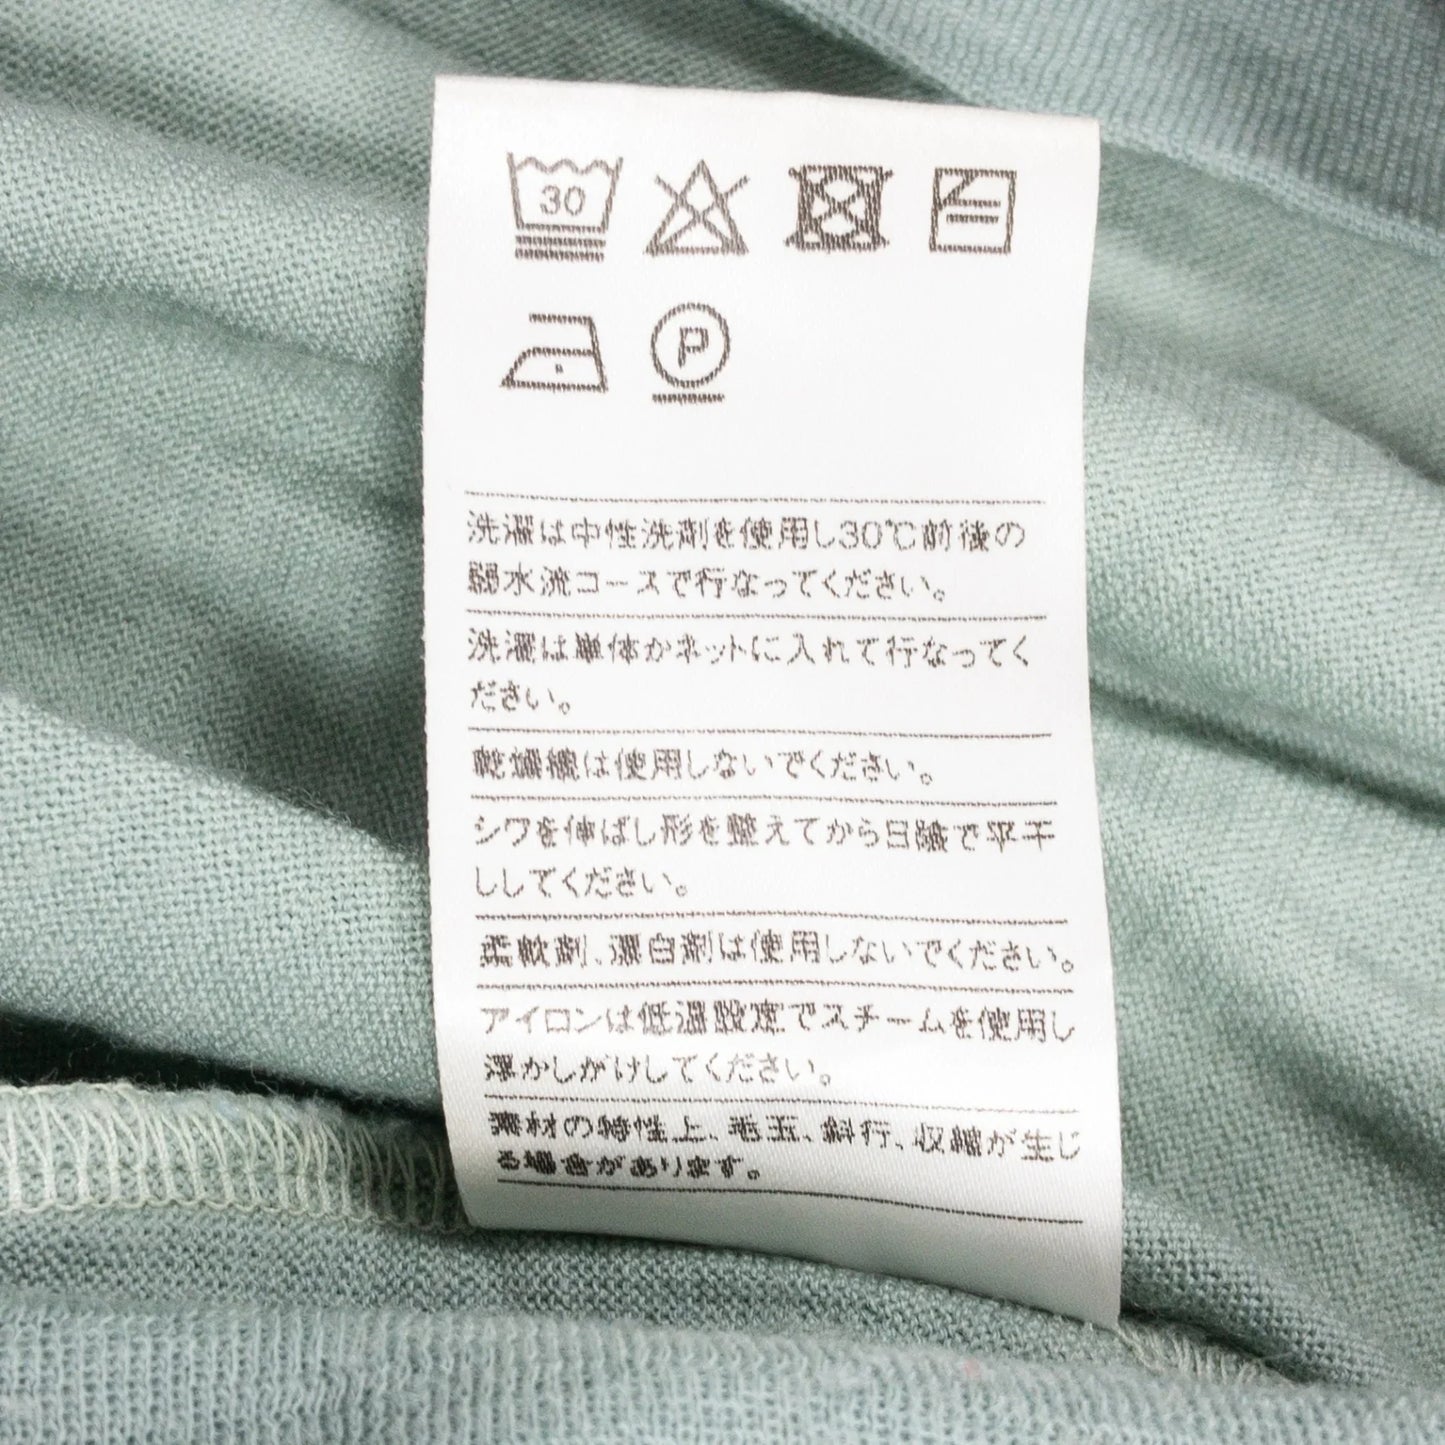 30
P
洗濯は中性洗剤を使用し30℃前後の
弱水流コースで行なってください。
洗濯は単体かネットに入れて行なってく
ださい。
乾燥機は使用しないでください。
シワを伸ばし形を整えてから日陰で平干
ししてください。
柔軟剤、漂白剤は使用しないでください。
アイロンは低温設定でスチームを使用し
浮かしがけしてください。
素材の特性上、毛玉、斜行、収縮が生じ
る場合があります。